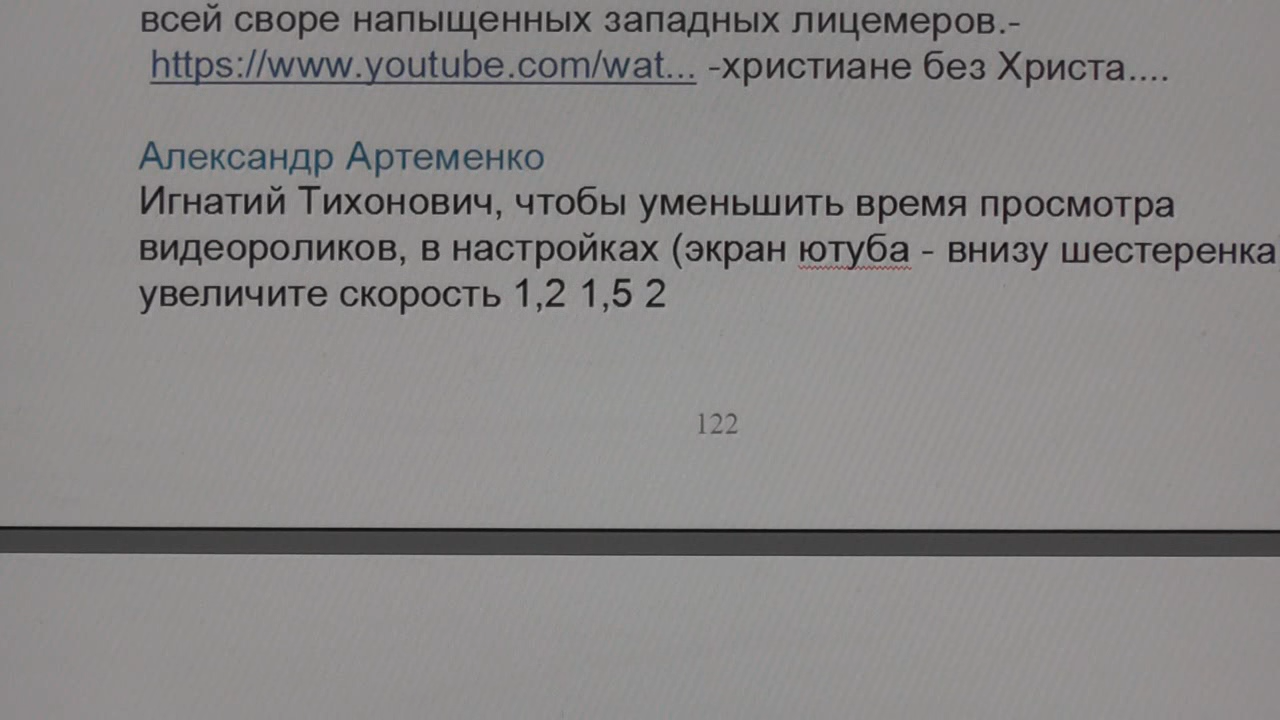 всей своре напыщенных западных лицемеров.-
https://www.youtube.com/wat... -христиане без Христа....
Александр Артеменко
Игнатий Тихонович, чтобы уменьшить время просмотра
видеороликов, в настройках (экран ютуба - внизу шестеренка
увеличите скорость 1,2 1,5 2
122